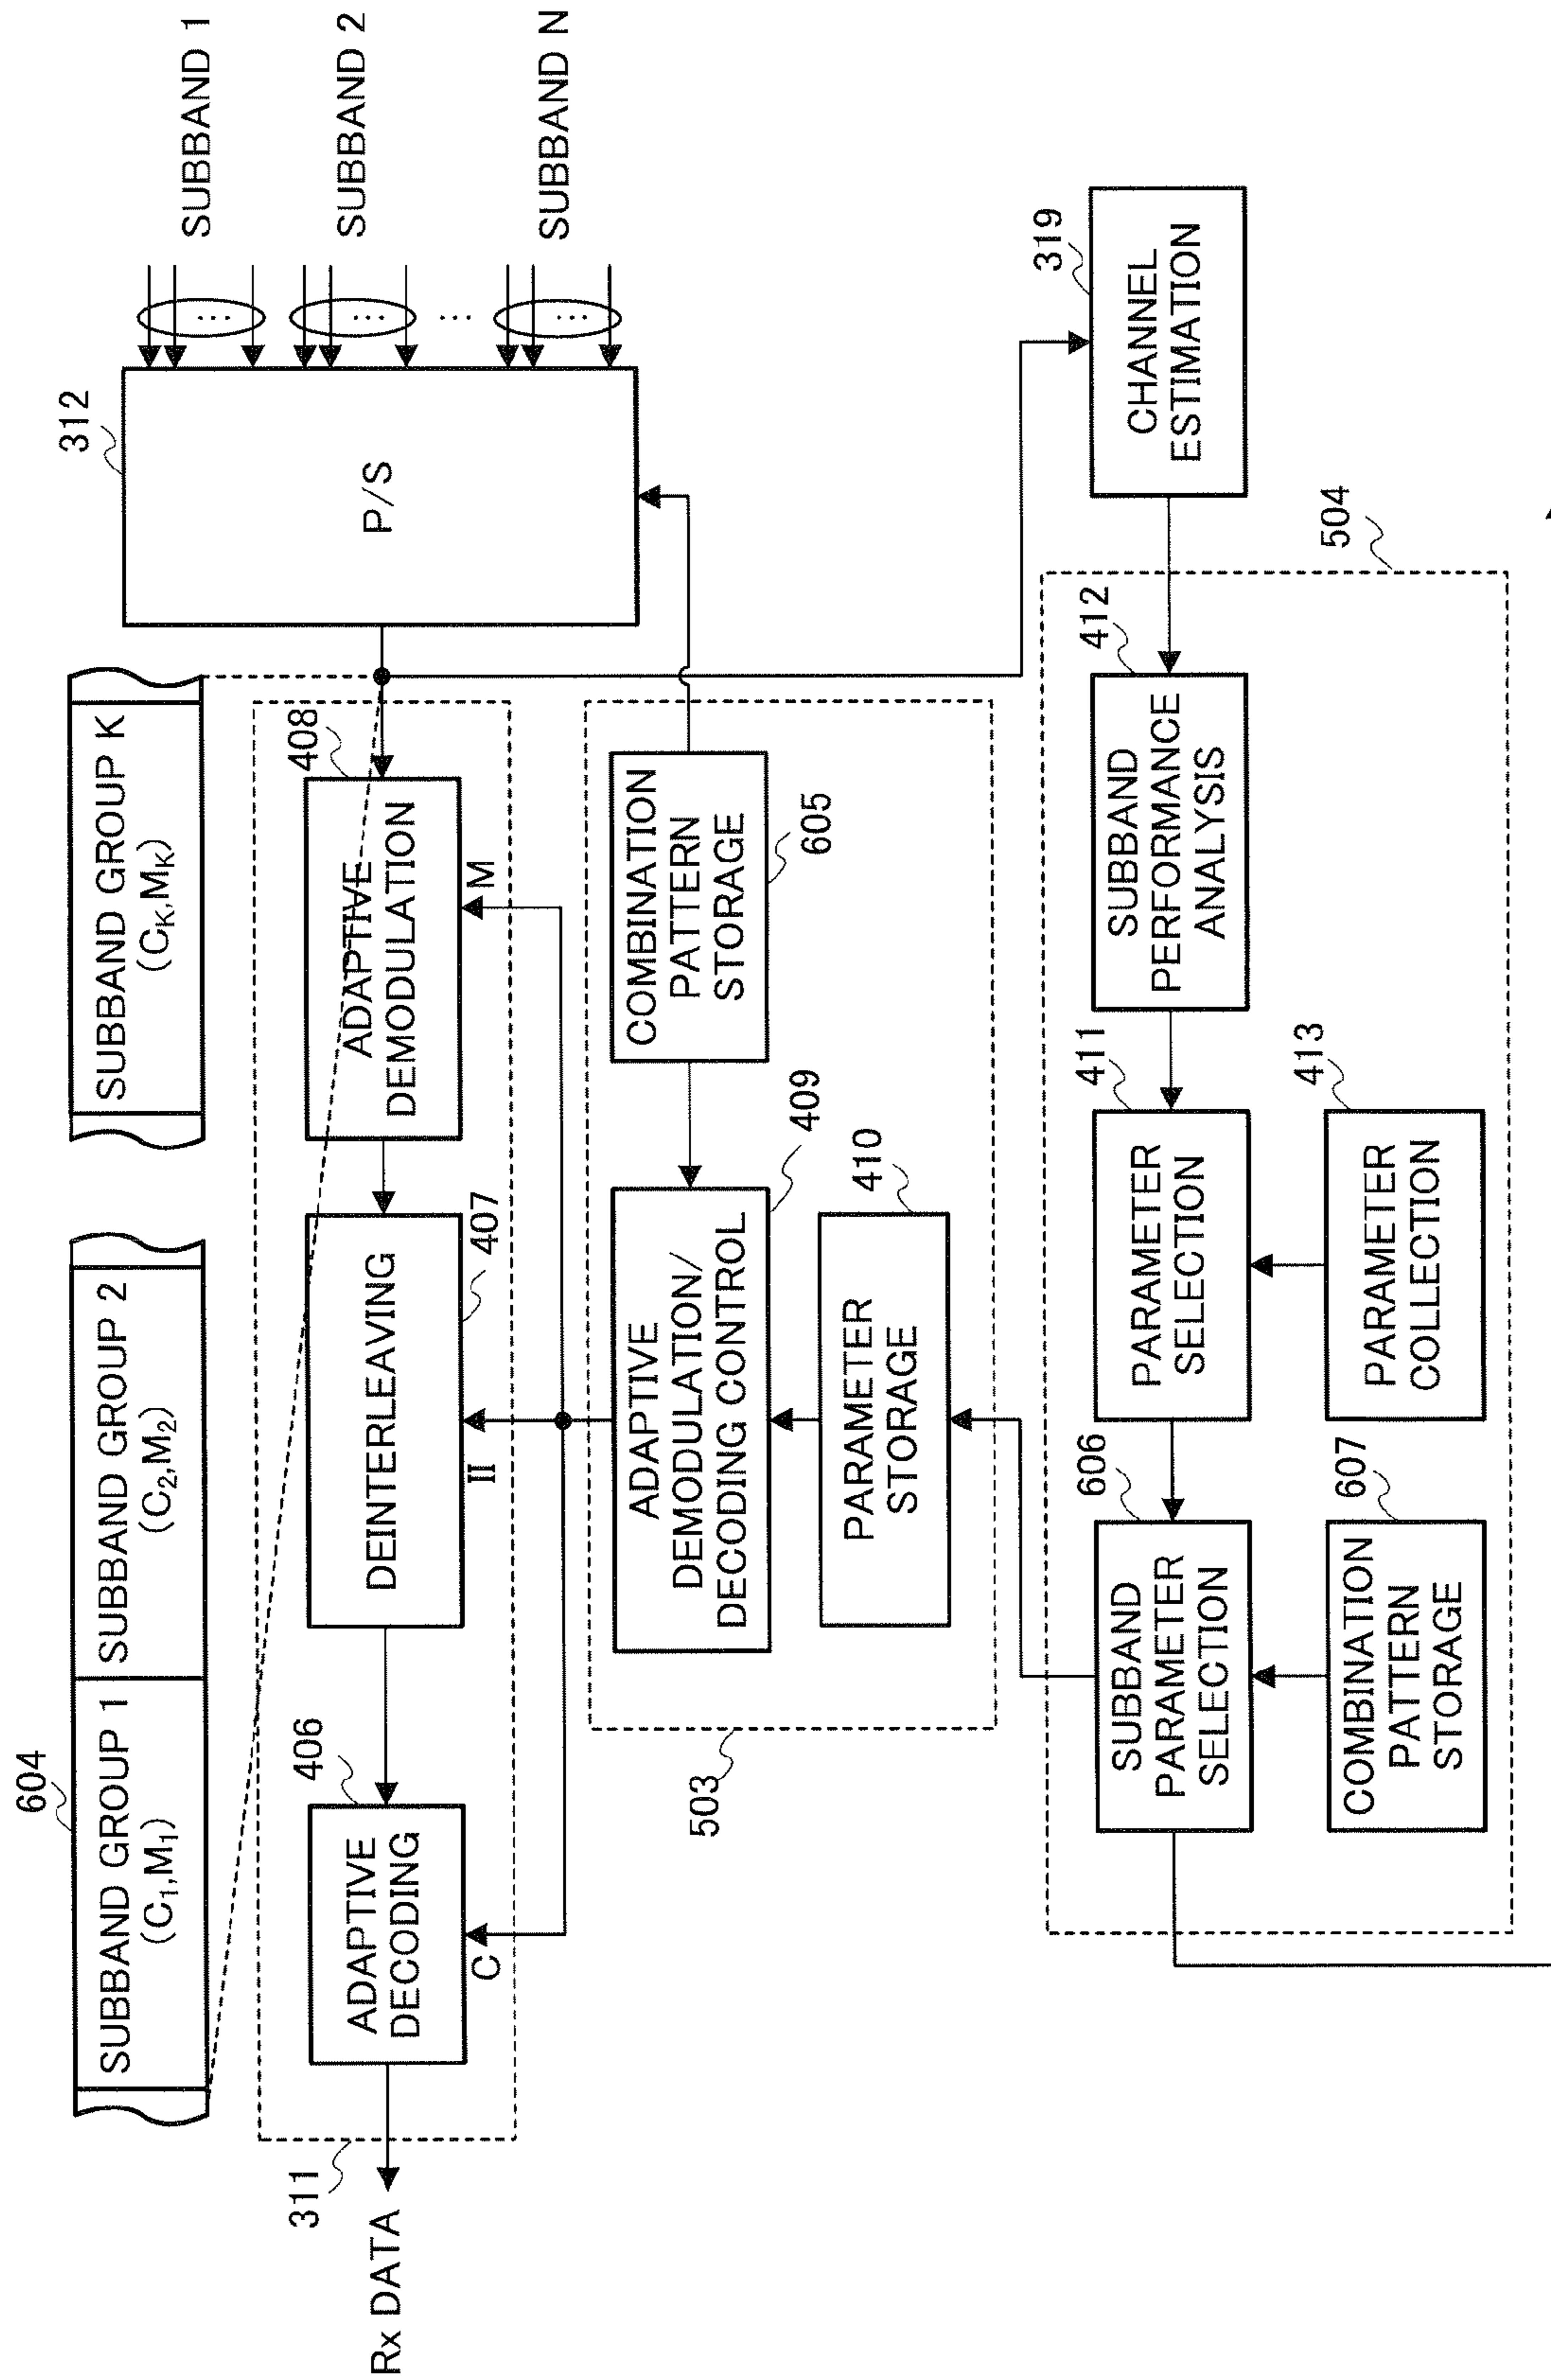 604
SUBBAND GROUP 1
(C1,M1)
SUBBAND GROUP 2
(C2,M2)
SUBBAND GROUP K
(CK,MK)
312
P/S
SUBBAND 1
SUBBAND 2
SUBBAND N
...
...
...
...
Rx DATA
311
406
ADAPTIVE
DECODING
C
407
DEINTERLEAVING
II
408
ADAPTIVE
DEMODULATION
M
503
409
ADAPTIVE
DEMODULATION/
DECODING CONTROL
410
PARAMETER
STORAGE
COMBINATION
PATTERN
STORAGE
605
319
CHANNEL
ESTIMATION
504
606
SUBBAND
PARAMETER
SELECTION
411
PARAMETER
SELECTION
412
SUBBAND
PERFORMANCE
ANALYSIS
607
COMBINATION
PATTERN
STORAGE
413
PARAMETER
COLLECTION